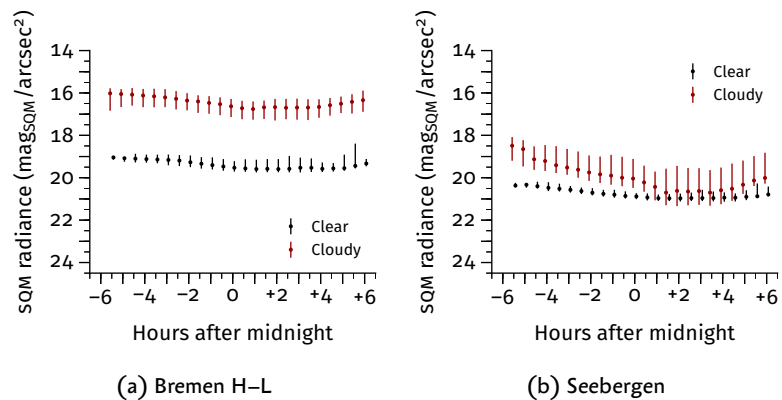 SQM radiance (mag_SQM/arcsec²)
14
16
18
20
22
24
−6 −4 −2 0 +2 +4 +6
Hours after midnight
Clear
Cloudy
(a) Bremen H–L
SQM radiance (mag_SQM/arcsec²)
14
16
18
20
22
24
−6 −4 −2 0 +2 +4 +6
Hours after midnight
Clear
Cloudy
(b) Seebergen